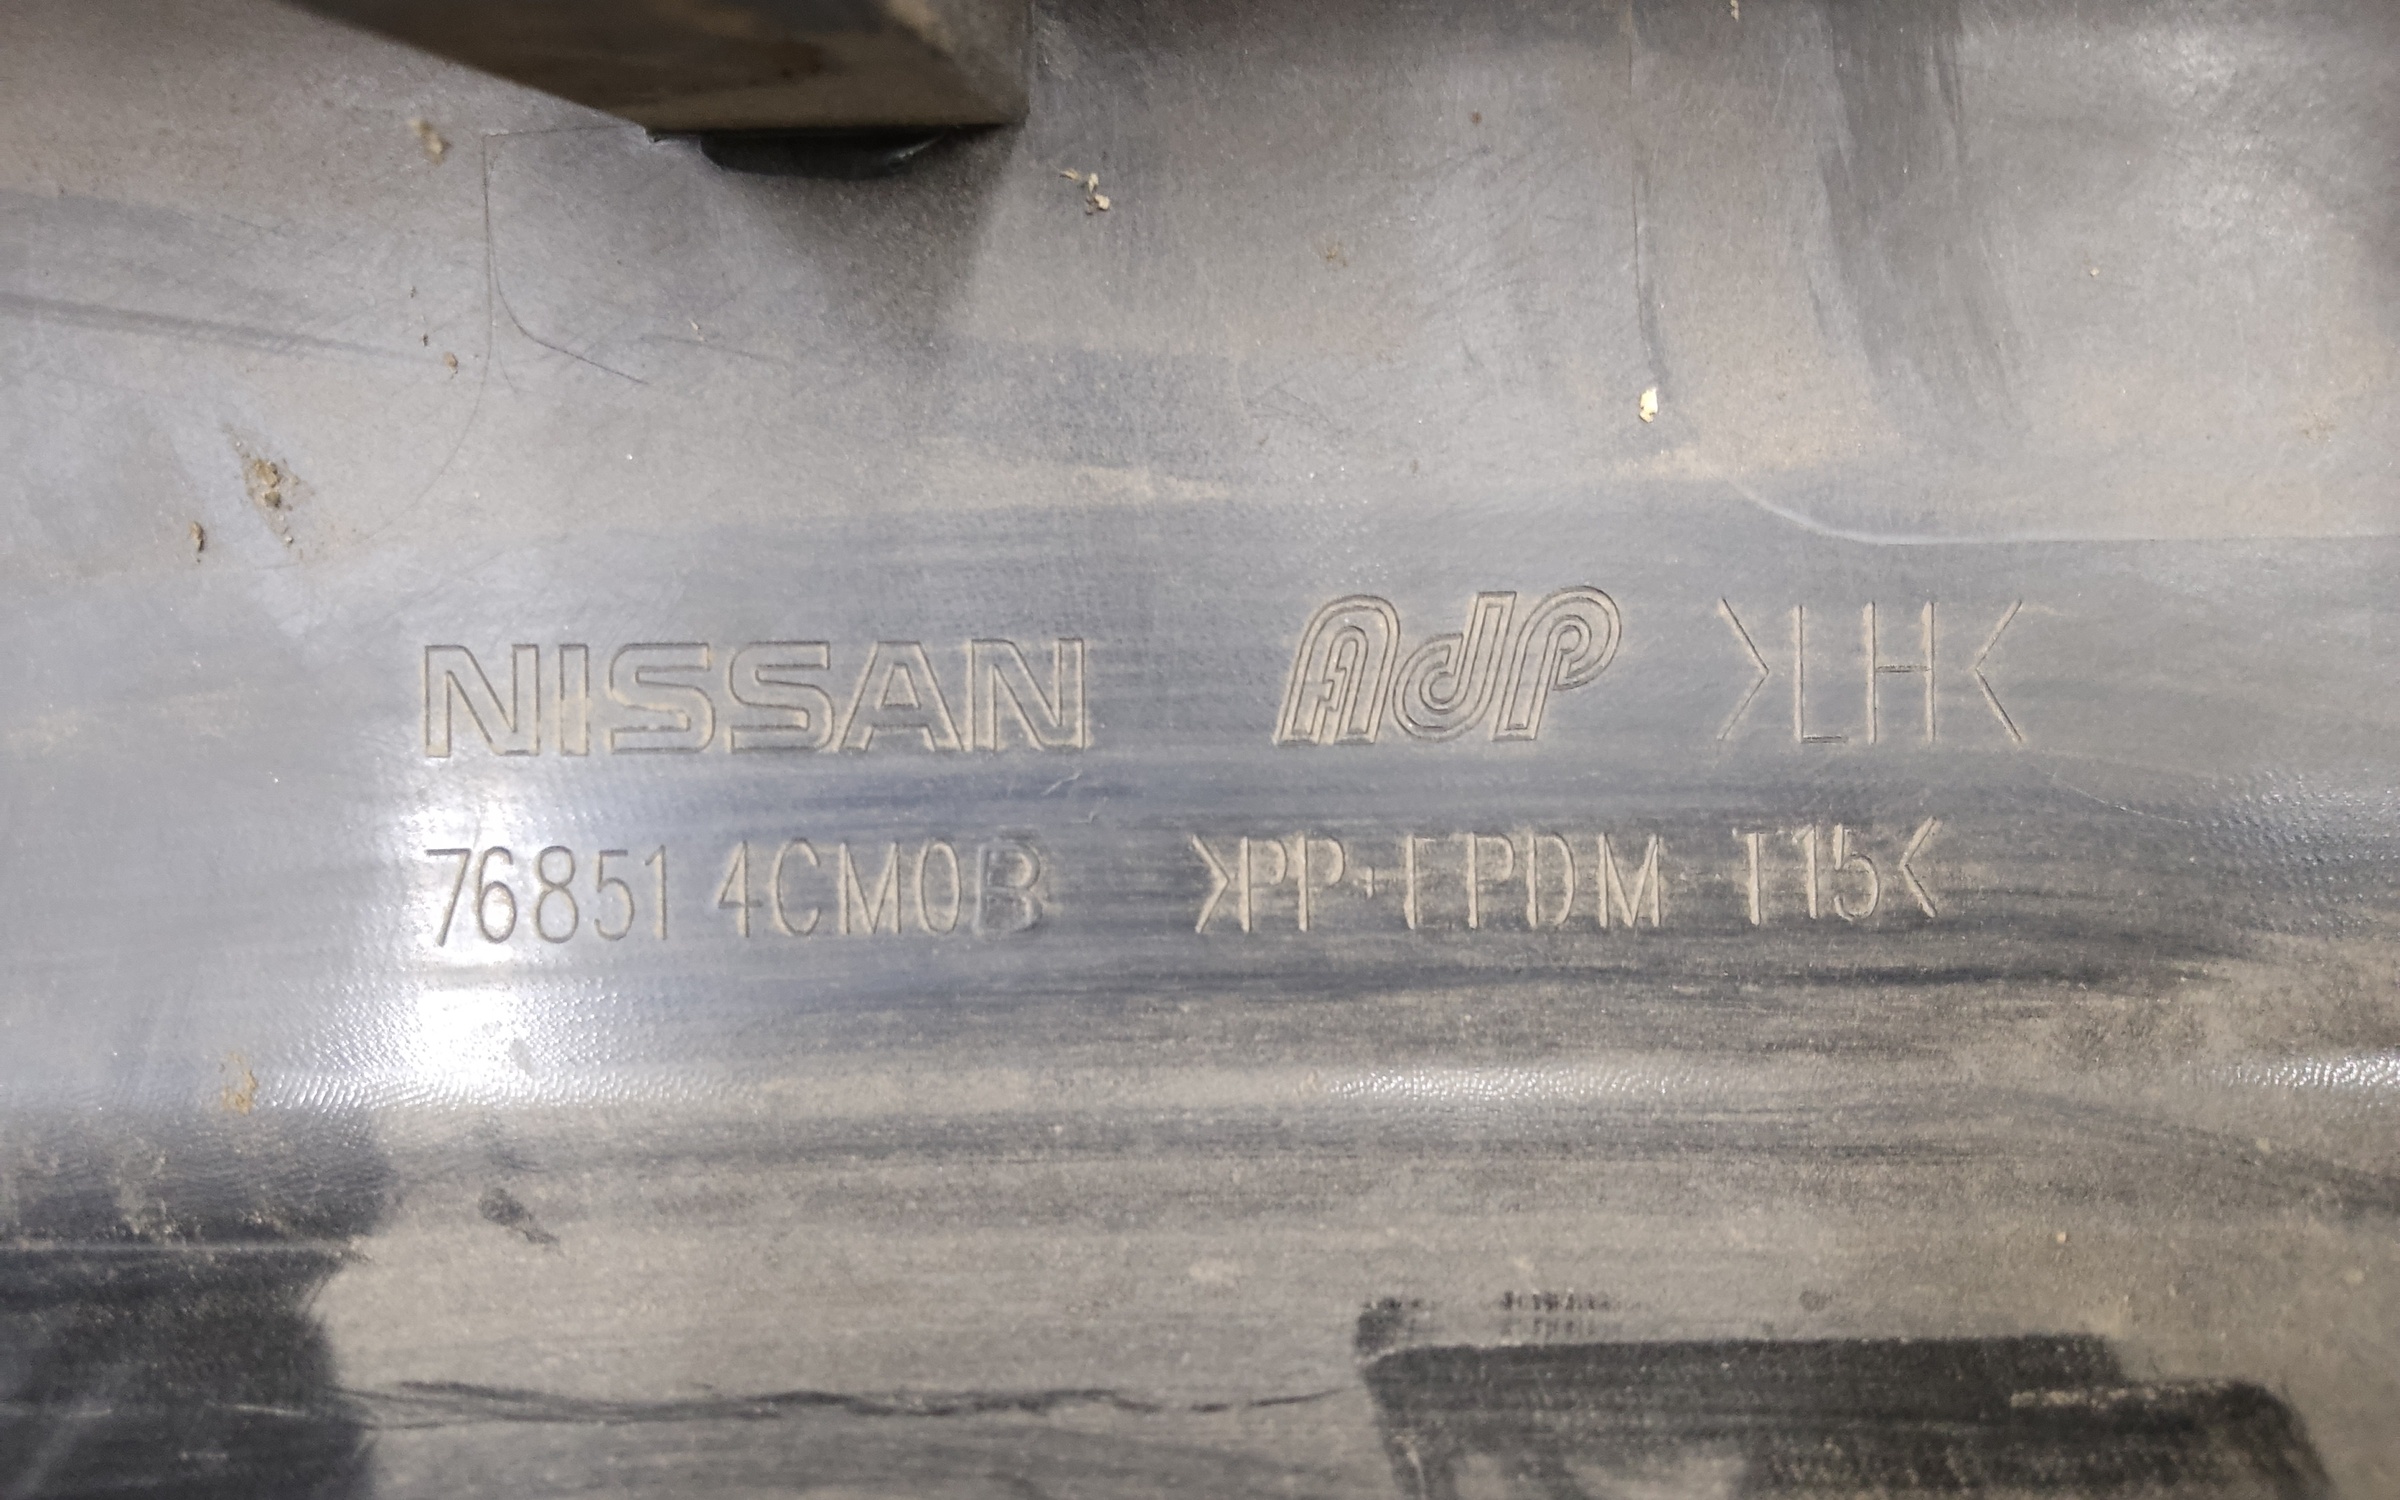 NISSAN AdP >LH<
76851 4CM0B >PP+EPDM T15<